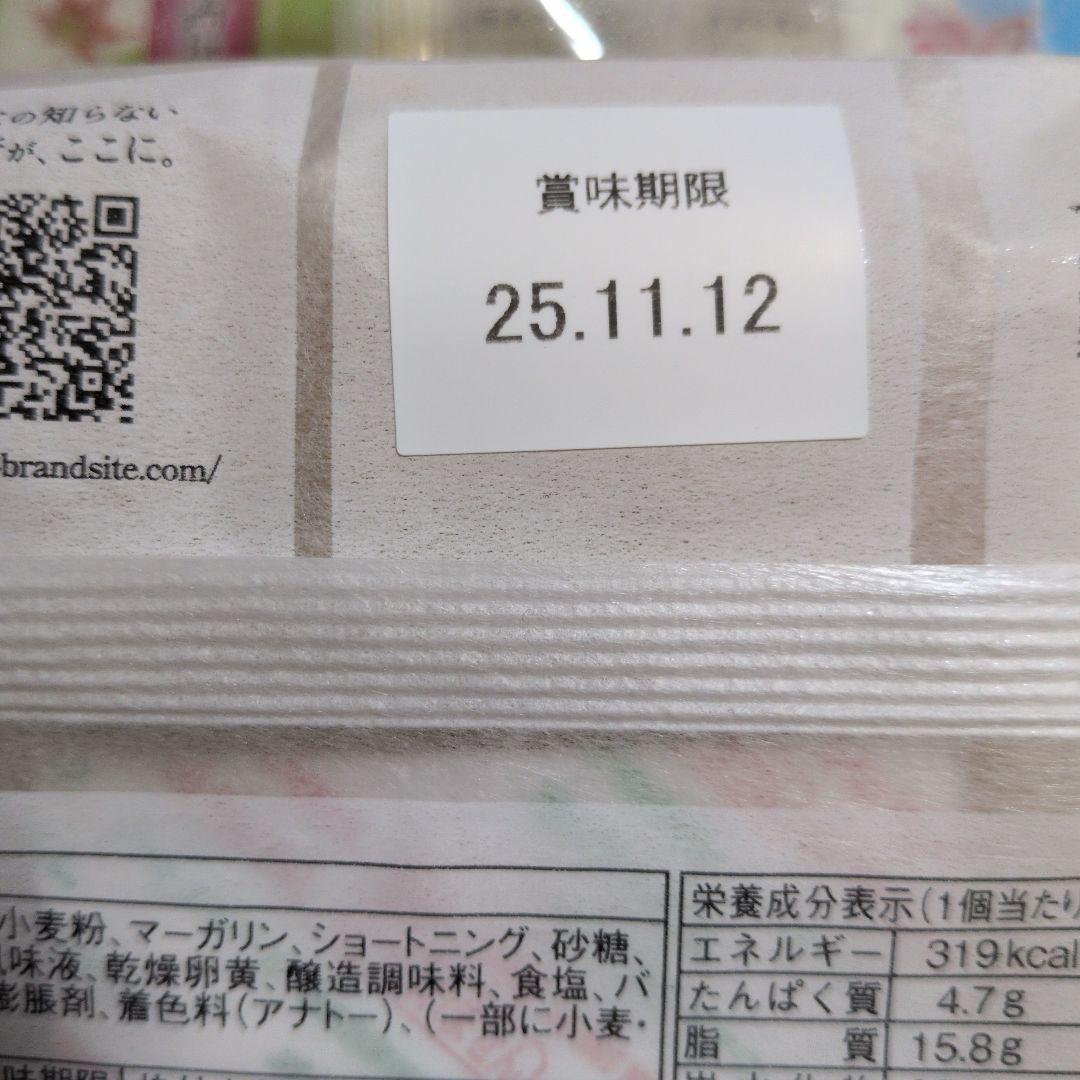 の知らない
が、ここに。
賞味期限
25.11.12
brandsite.com/
小麦粉、マーガリン、ショートニング、砂糖、
味液、乾燥卵黄、醸造調味料、食塩、バ
膨脹剤、着色料(アナトー)、(一部に小麦・
栄養成分表示(1個当たり
エネルギー 319kcal
たんぱく質 4.7g
脂質 15.8g